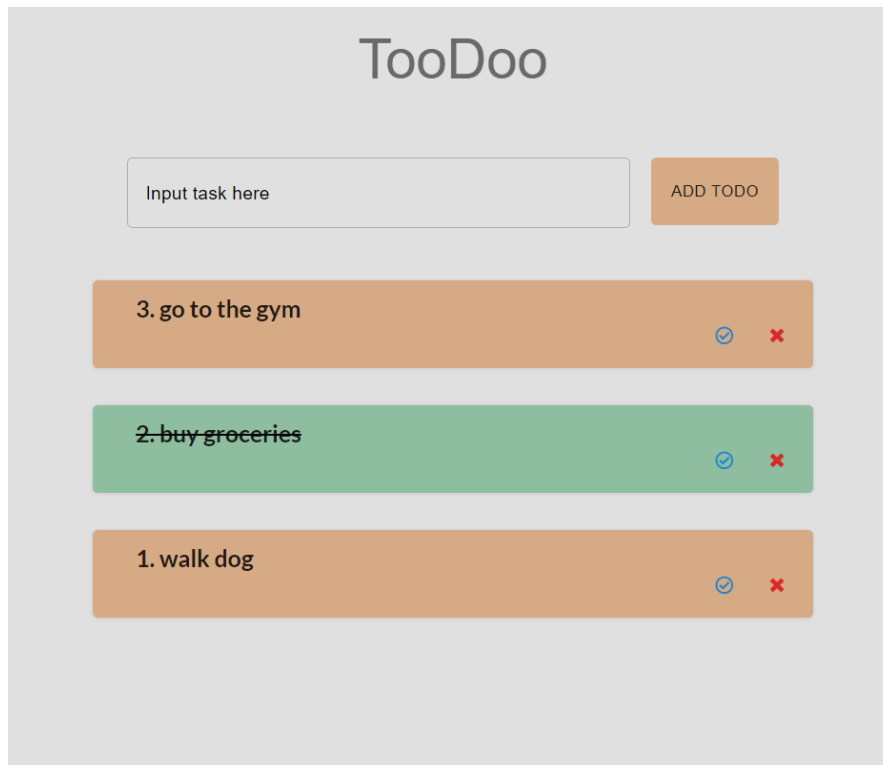 TooDoo
Input task here
ADD TODO
3. go to the gym
2. buy groceries
1. walk dog